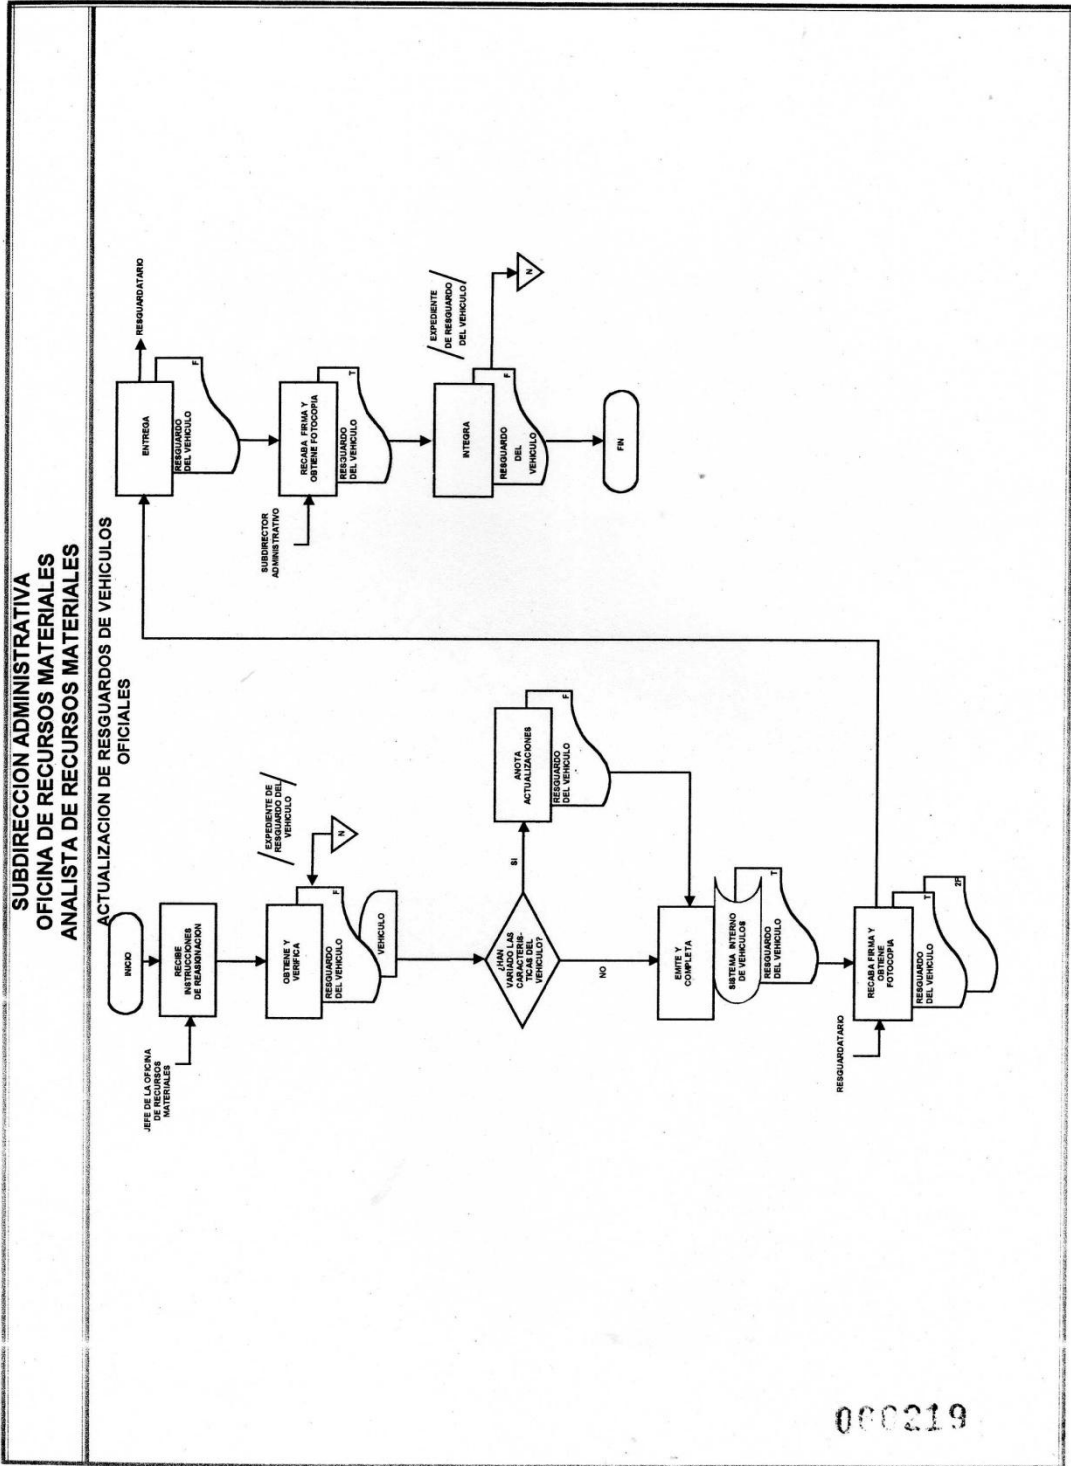 SUBDIRECCION ADMINISTRATIVA
OFICINA DE RECURSOS MATERIALES
ANALISTA DE RECURSOS MATERIALES
ACTUALIZACION DE RESGUARDOS DE VEHICULOS
OFICIALES
INICIO
JEFE DE LA OFICINA
DE RECURSOS
MATERIALES
RECIBE
INSTRUCCIONES
DE REASIGNACION
OBTIENE Y
VERIFICA
RESGUARDO
DEL VEHICULO
F
VEHICULO
EXPEDIENTE DE
RESGUARDO DEL
VEHICULO
N
¿HAN
VARIADO LAS
CARACTERIS-
TICAS DEL
VEHICULO?
SI
ANOTA
ACTUALIZACIONES
RESGUARDO
DEL VEHICULO
F
NO
EMITE Y
COMPLETA
SISTEMA INTERNO
DE VEHICULOS
RESGUARDO
DEL VEHICULO
T
RESGUARDATARIO
RECABA FIRMA Y
OBTIENE
FOTOCOPIA
RESGUARDO
DEL VEHICULO
T
2F
ENTREGA
RESGUARDATARIO
RESGUARDO
DEL VEHICULO
F
SUBDIRECTOR
ADMINISTRATIVO
RECABA FIRMA Y
OBTIENE FOTOCOPIA
RESGUARDO
DEL VEHICULO
T
INTEGRA
RESGUARDO
DEL
VEHICULO
F
EXPEDIENTE
DE RESGUARDO
DEL VEHICULO
N
FIN
000219